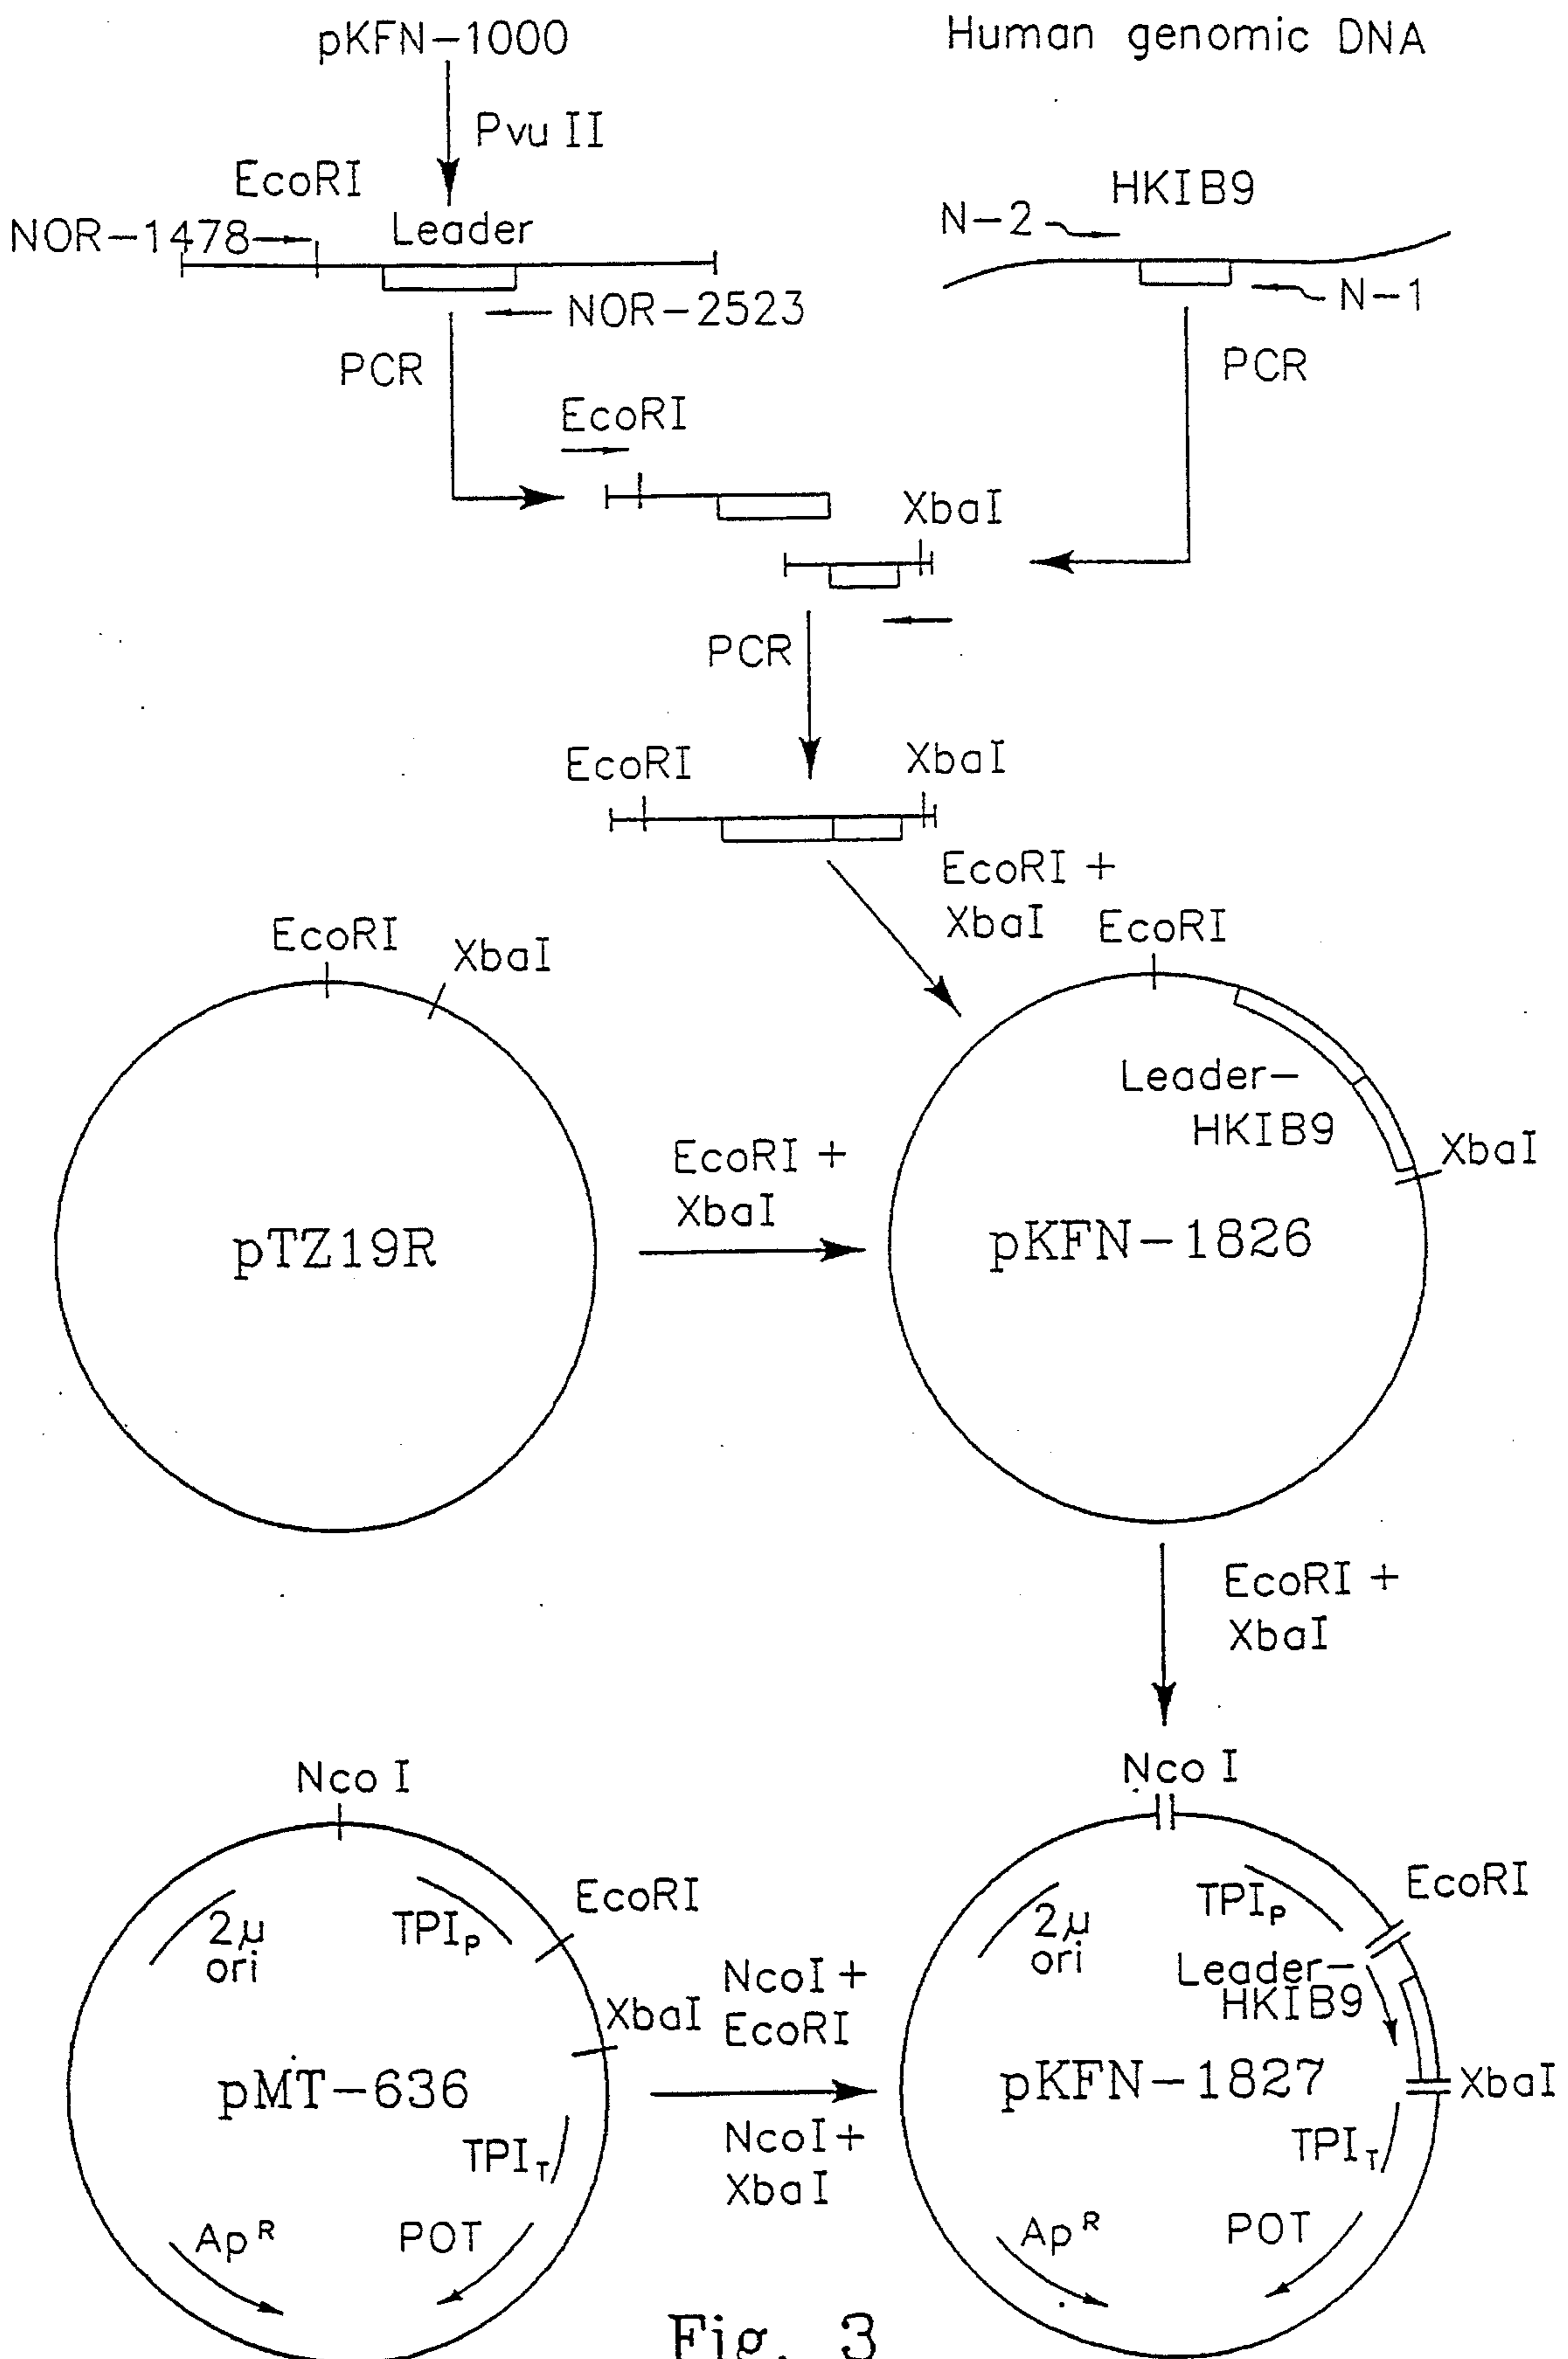 pKFN-1000
Human genomic DNA
Pvu II
EcoRI
HKIB9
NOR-1478
Leader
N-2
NOR-2523
N-1
PCR
PCR
EcoRI
XbaI
PCR
EcoRI
XbaI
EcoRI +
XbaI
EcoRI
XbaI
EcoRI
Leader-
HKIB9
XbaI
EcoRI +
XbaI
pTZ19R
pKFN-1826
EcoRI +
XbaI
Nco I
Nco I
EcoRI
EcoRI
2μ
ori
TPIP
2μ
ori
TPIP
Leader-
HKIB9
NcoI +
EcoRI
XbaI
pMT-636
pKFN-1827
XbaI
NcoI+
XbaI
TPIT
TPIT
ApR
POT
ApR
POT
Fig. 3